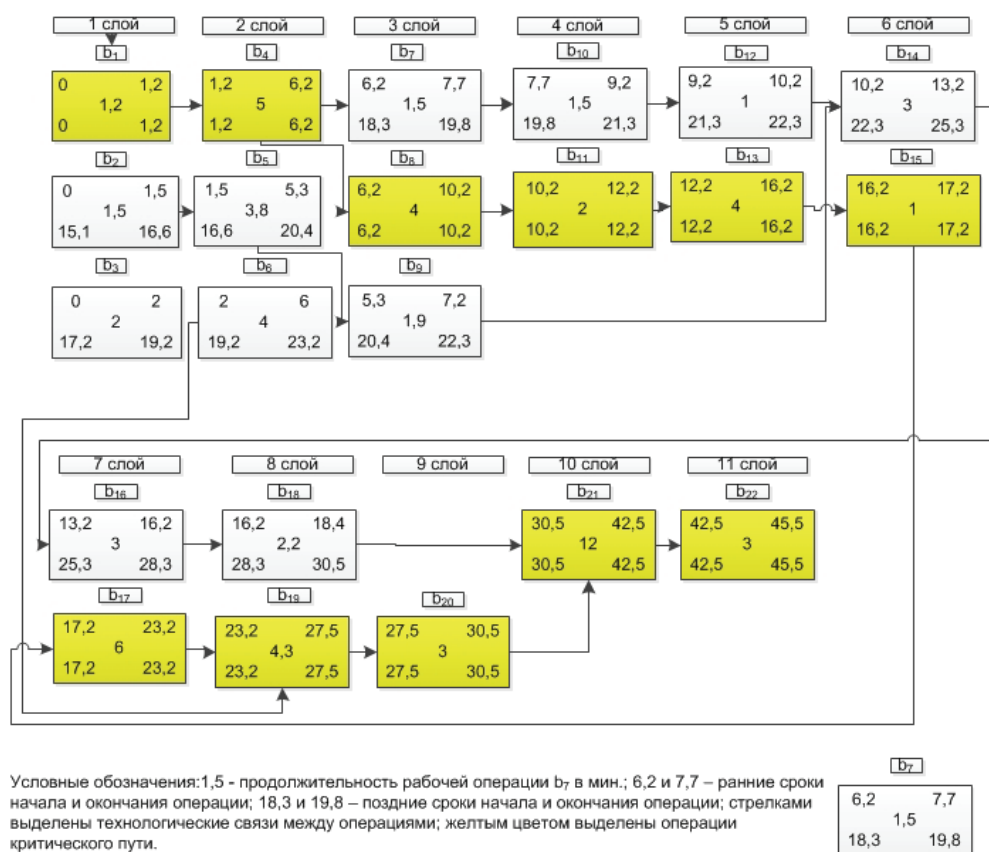 1 слой 2 слой 3 слой 4 слой 5 слой 6 слой
b1 b4 b7 b10 b12 b14
0 1,2 1,2 6,2 6,2 7,7 7,7 9,2 9,2 10,2 10,2 13,2
1,2 5 1,5 1,5 1 3
0 1,2 1,2 6,2 18,3 19,8 19,8 21,3 21,3 22,3 22,3 25,3
b2 b5 b8 b11 b13 b15
0 1,5 1,5 5,3 6,2 10,2 10,2 12,2 12,2 16,2 16,2 17,2
1,5 3,8 4 2 4 1
15,1 16,6 16,6 20,4 6,2 10,2 10,2 12,2 12,2 16,2 16,2 17,2
b3 b6 b9
0 2 2 6 5,3 7,2
2 4 1,9
17,2 19,2 19,2 23,2 20,4 22,3
7 слой 8 слой 9 слой 10 слой 11 слой
b16 b18 b21 b22
13,2 16,2 16,2 18,4 30,5 42,5 42,5 45,5
3 2,2 12 3
25,3 28,3 28,3 30,5 30,5 42,5 42,5 45,5
b17 b19 b20
17,2 23,2 23,2 27,5 27,5 30,5
6 4,3 3
17,2 23,2 23,2 27,5 27,5 30,5
Условные обозначения:1,5 - продолжительность рабочей операции b7 в мин.; 6,2 и 7,7 – ранние сроки
начала и окончания операции; 18,3 и 19,8 – поздние сроки начала и окончания операции; стрелками
выделены технологические связи между операциями; желтым цветом выделены операции
критического пути.
b7
6,2 7,7
1,5
18,3 19,8